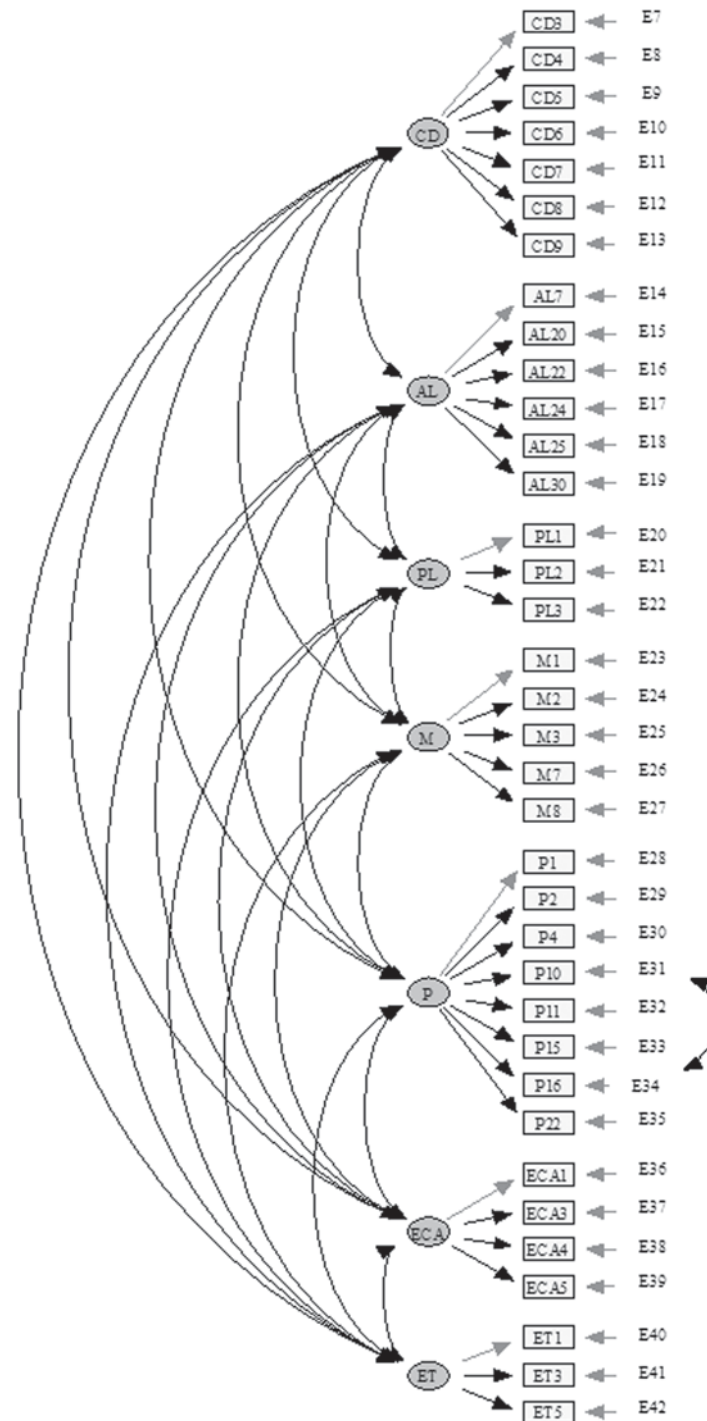 CD3 E7
CD4 E8
CD5 E9
CD CD6 E10
CD7 E11
CD8 E12
CD9 E13
AL7 E14
AL20 E15
AL22 E16
AL AL24 E17
AL25 E18
AL30 E19
PL1 E20
PL PL2 E21
PL3 E22
M1 E23
M2 E24
M M3 E25
M7 E26
M8 E27
P1 E28
P2 E29
P4 E30
P10 E31
P P11 E32
P15 E33
P16 E34
P22 E35
ECA1 E36
ECA ECA3 E37
ECA4 E38
ECA5 E39
ET1 E40
ET ET3 E41
ET5 E42